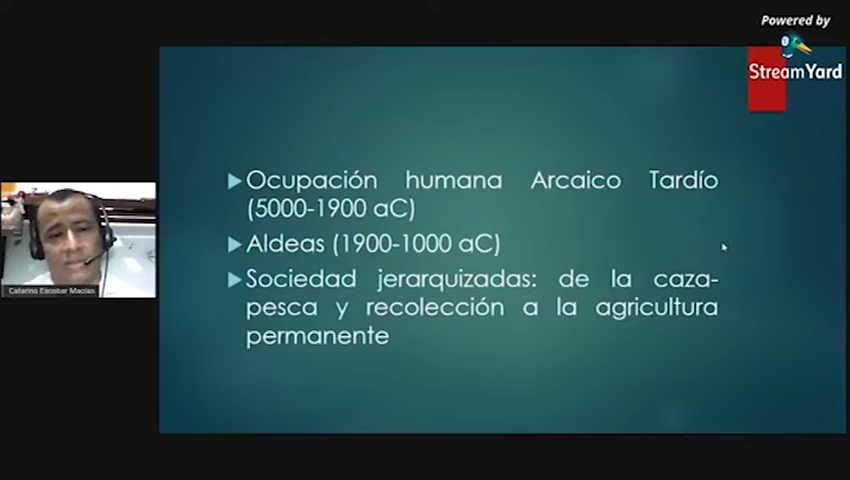 Powered by
StreamYard
Ocupación humana Arcaico Tardío
(5000-1900 aC)
Aldeas (1900-1000 aC)
Sociedad jerarquizadas: de la caza-
pesca y recolección a la agricultura
permanente
Catarino Escobar Macías